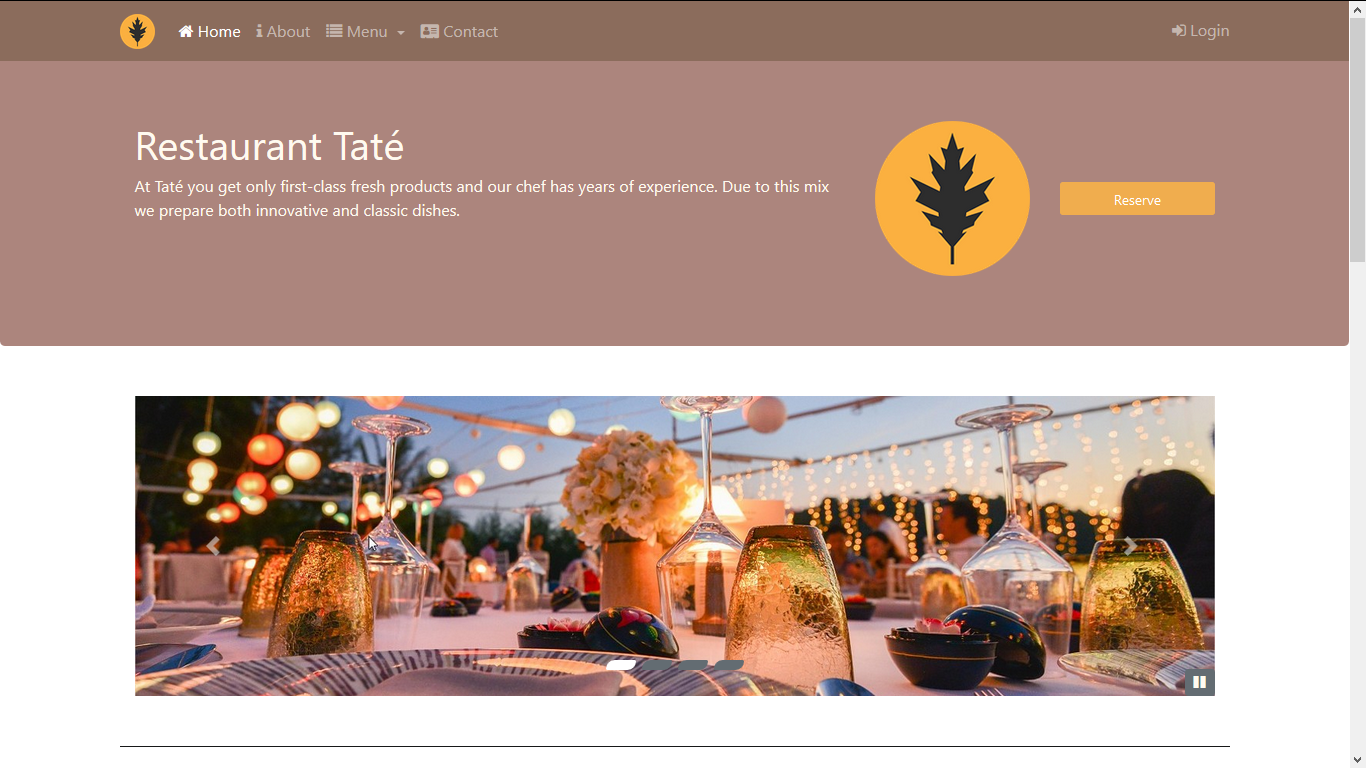 Home About Menu Contact Login
Restaurant Taté
At Taté you get only first-class fresh products and our chef has years of experience. Due to this mix
we prepare both innovative and classic dishes.
Reserve